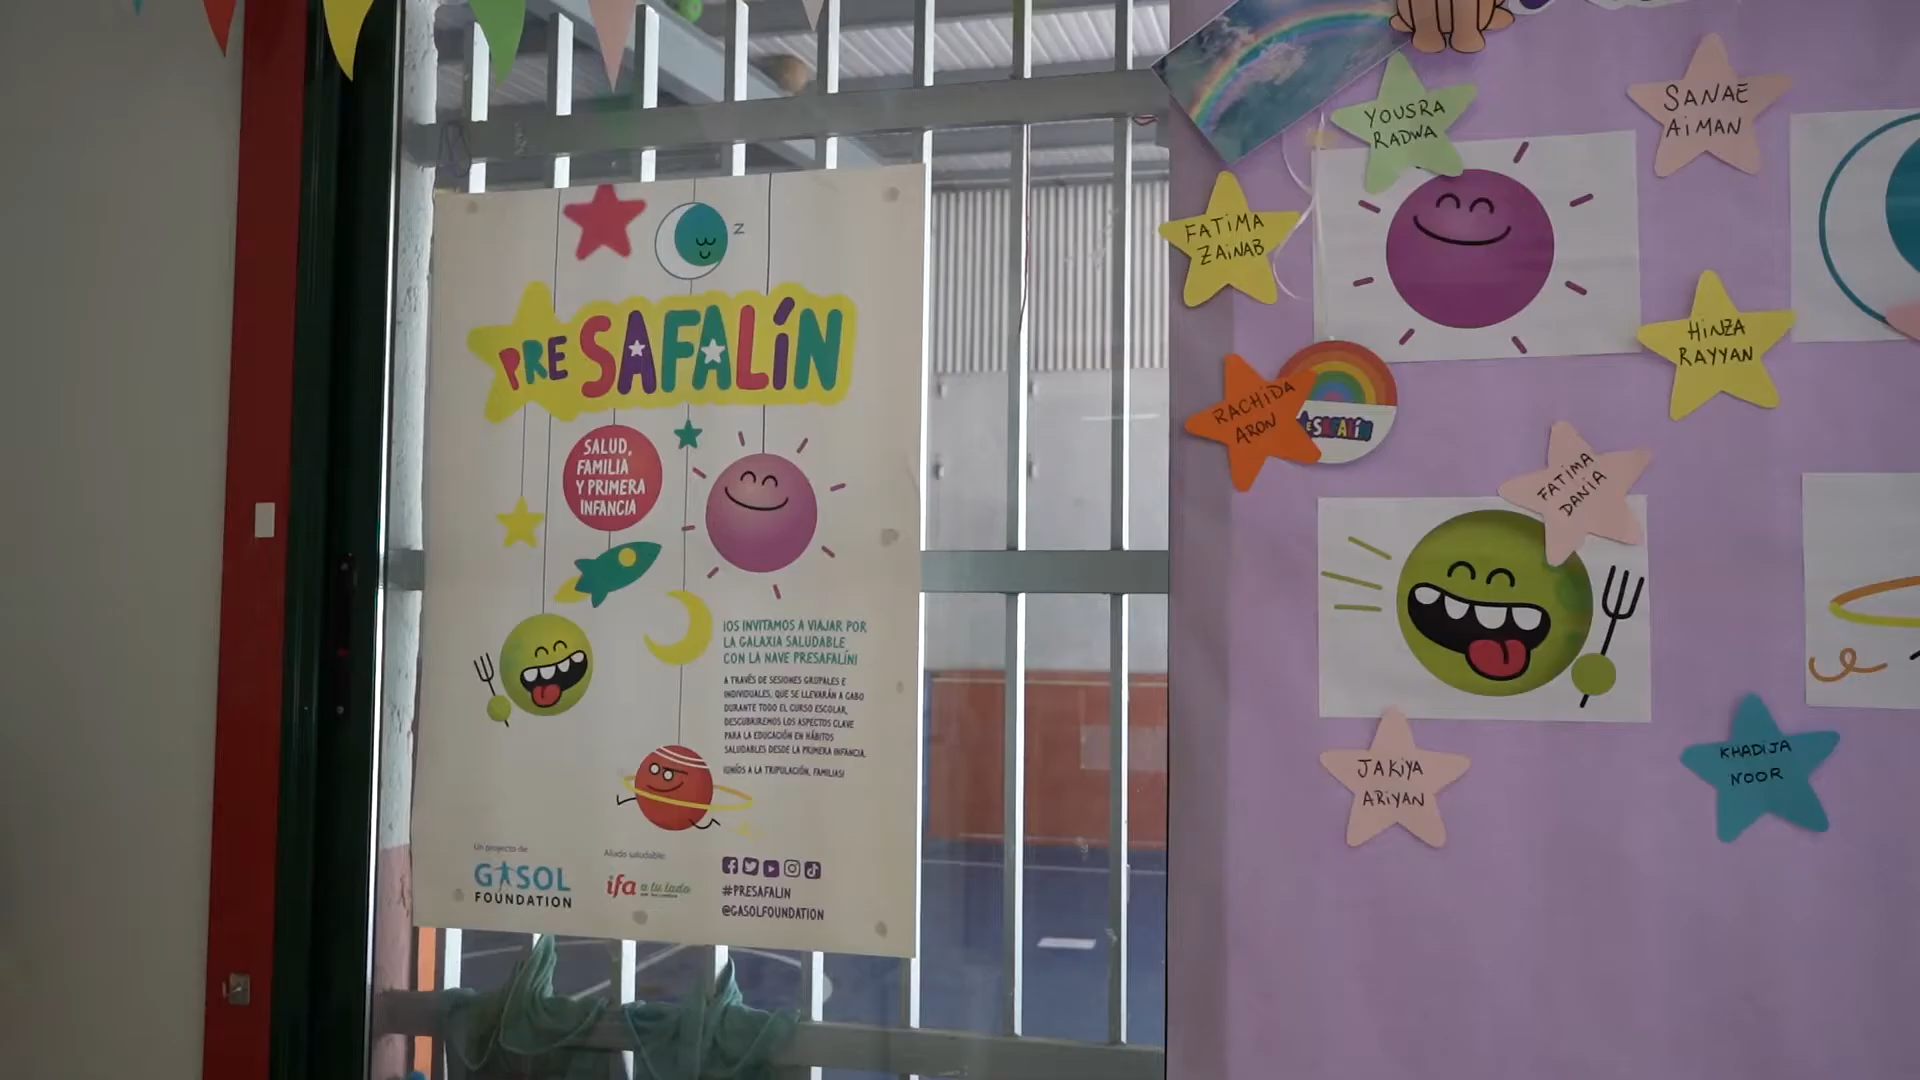 Z
PRE SAFALÍN
SALUD,
FAMILIA
Y PRIMERA
INFANCIA
¡OS INVITAMOS A VIAJAR POR
LA GALAXIA SALUDABLE
CON LA NAVE PRESAFALÍN!
A TRAVÉS DE SESIONES GRUPALES E
INDIVIDUALES, QUE SE LLEVARÁN A CABO
DURANTE TODO EL CURSO ESCOLAR,
DESCUBRIREMOS LOS ASPECTOS CLAVE
PARA LA EDUCACIÓN EN HÁBITOS
SALUDABLES DESDE LA PRIMERA INFANCIA.
¡UNÍOS A LA TRIPULACIÓN, FAMILIAS!
Un proyecto de:
GASOL
FOUNDATION
Aliado saludable:
ifa a tu lado
#PRESAFALIN
@GASOLFOUNDATION
YOUSRA
RADWA
SANAE
AiMAN
FATiMA
ZAiNAB
HiNZA
RAYYAN
RACHiDA
ARON
SAFALÍN
FATiMA
DANiA
JAKiYA
ARiYAN
KHADiJA
NOOR